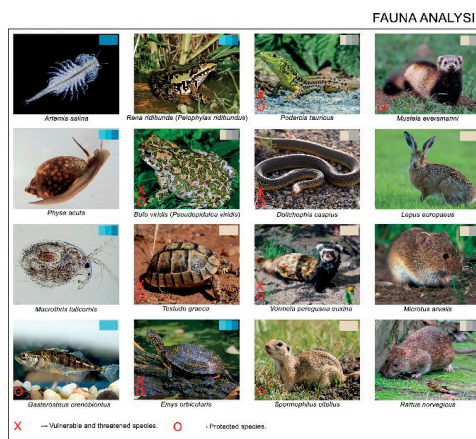 FAUNA ANALYSI
Artemia salina
Rana ridibunda (Pelophylax ridibundus)
Podarcis tauricus
Mustela eversmanni
Physa acuta
Bufo viridis (Pseudopidalea viridis)
Dolichophis caspius
Lepus europaeus
Macrothrix laticornis
Testudo graeca
Vormela peregusna euxina
Microtus arvalis
Gasterosteus crenobiontus
Emys orbicularis
Spermophilus citellus
Rattus norvegicus
X → Vulnerable and threatened species. O - Protected species.